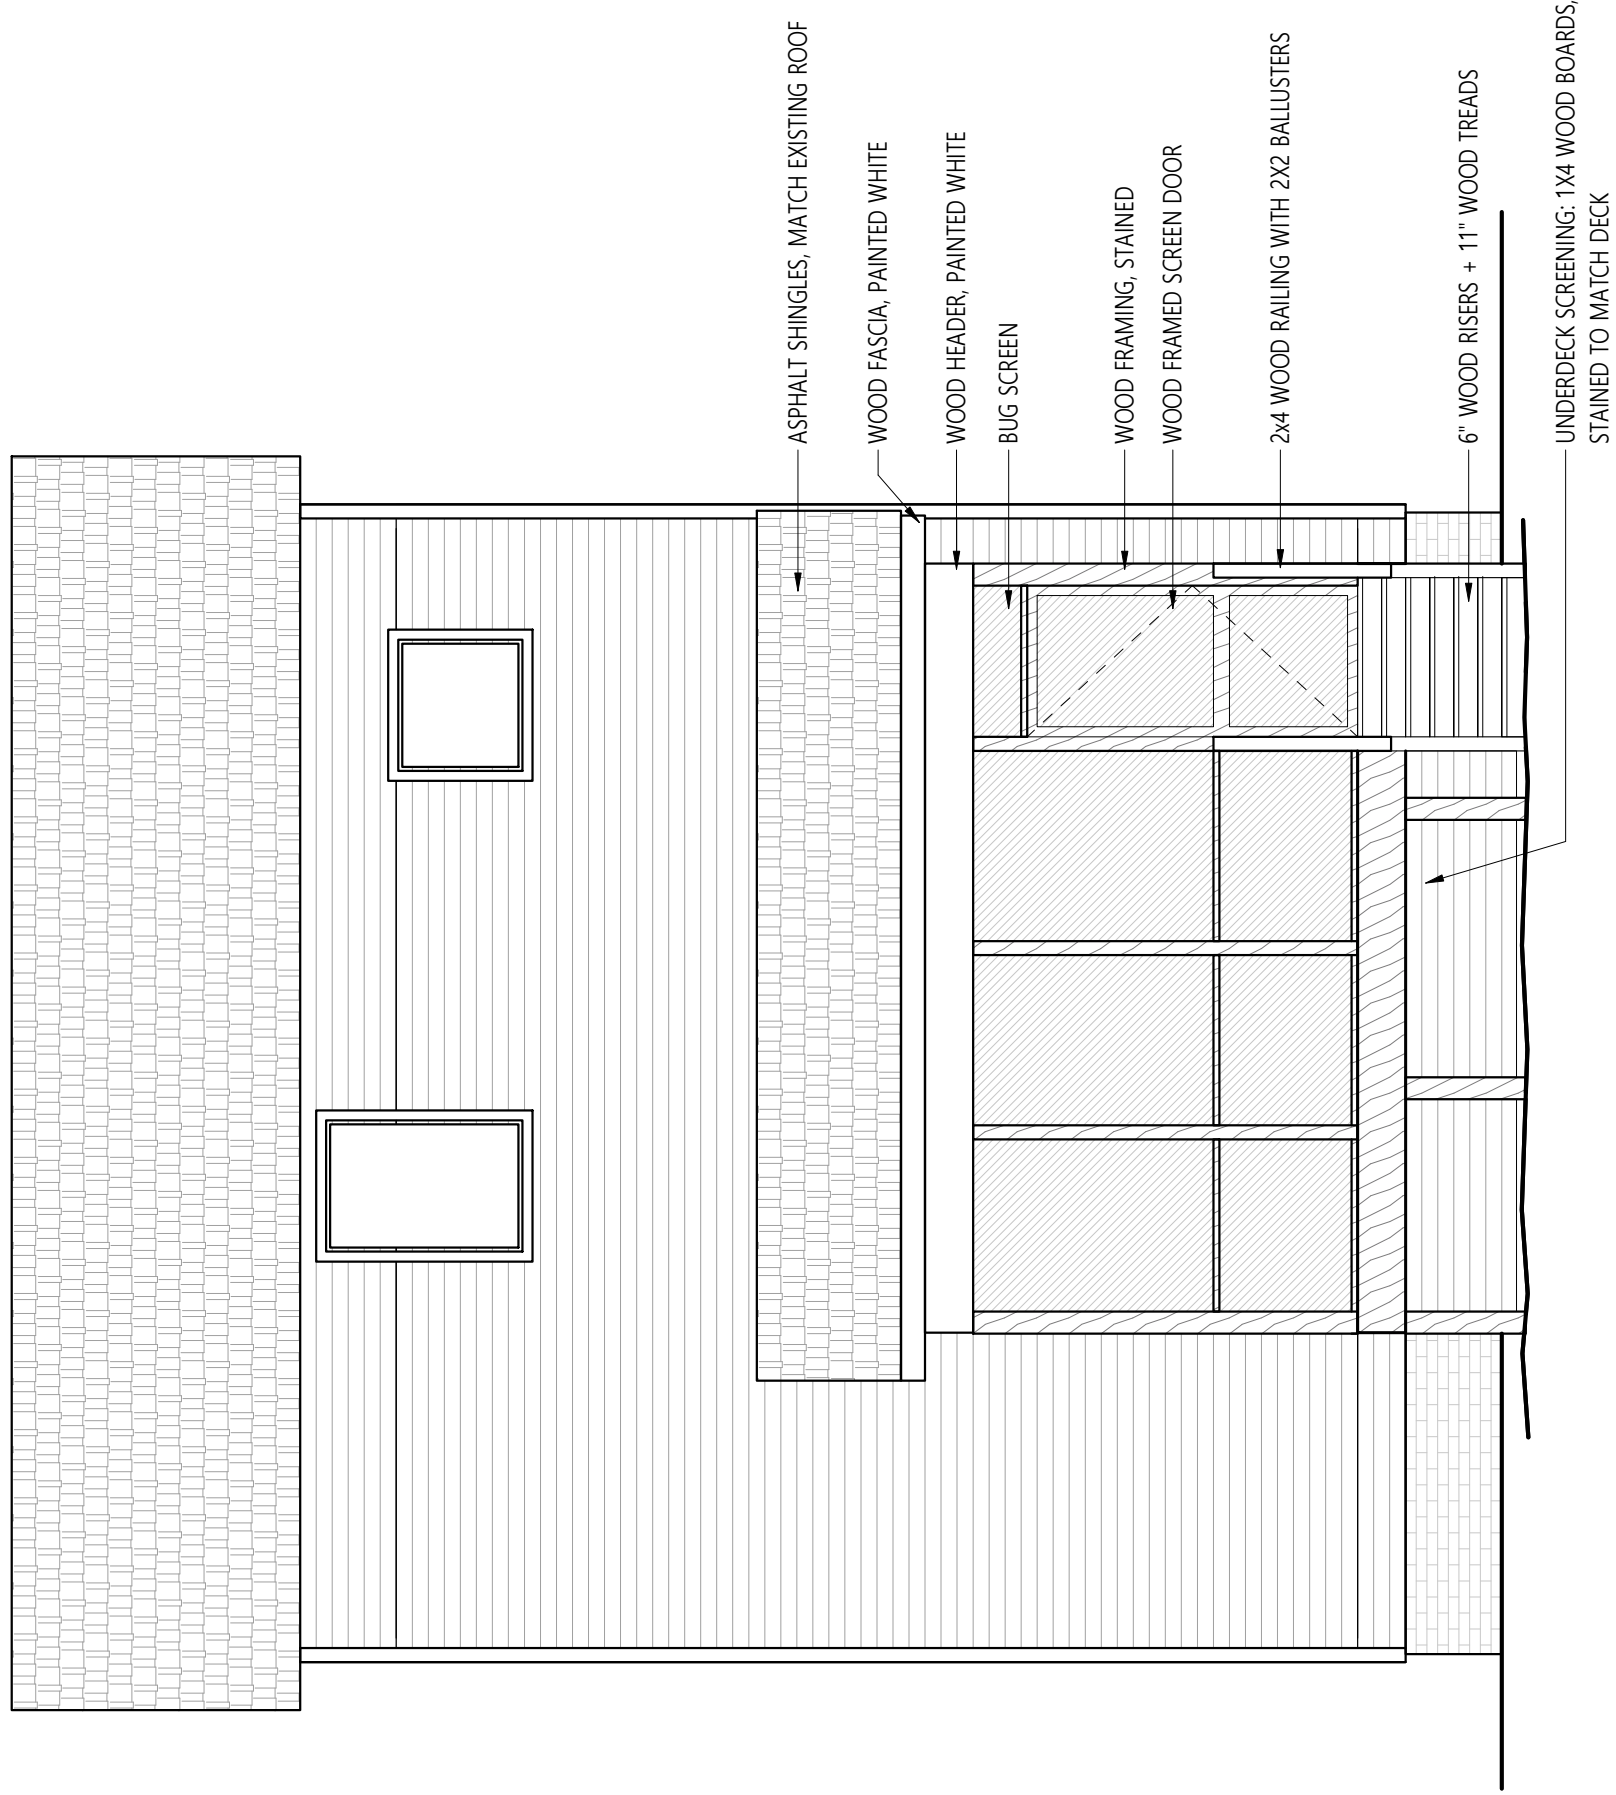 ASPHALT SHINGLES, MATCH EXISTING ROOF
WOOD FASCIA, PAINTED WHITE
WOOD HEADER, PAINTED WHITE
BUG SCREEN
WOOD FRAMING, STAINED
WOOD FRAMED SCREEN DOOR
2x4 WOOD RAILING WITH 2X2 BALLUSTERS
6" WOOD RISERS + 11" WOOD TREADS
UNDERDECK SCREENING: 1X4 WOOD BOARDS,
STAINED TO MATCH DECK